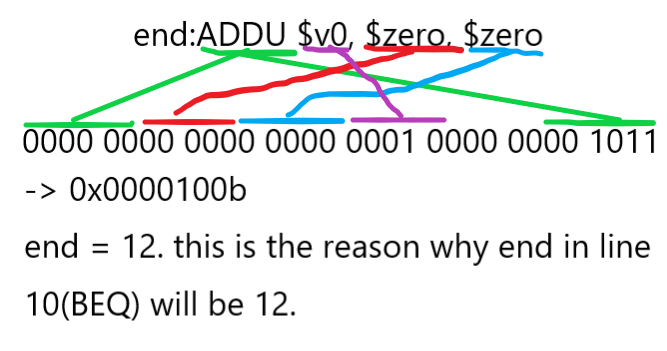 end:ADDU $v0, $zero, $zero
0000 0000 0000 0000 0001 0000 0000 1011
-> 0x0000100b
end = 12. this is the reason why end in line
10(BEQ) will be 12.